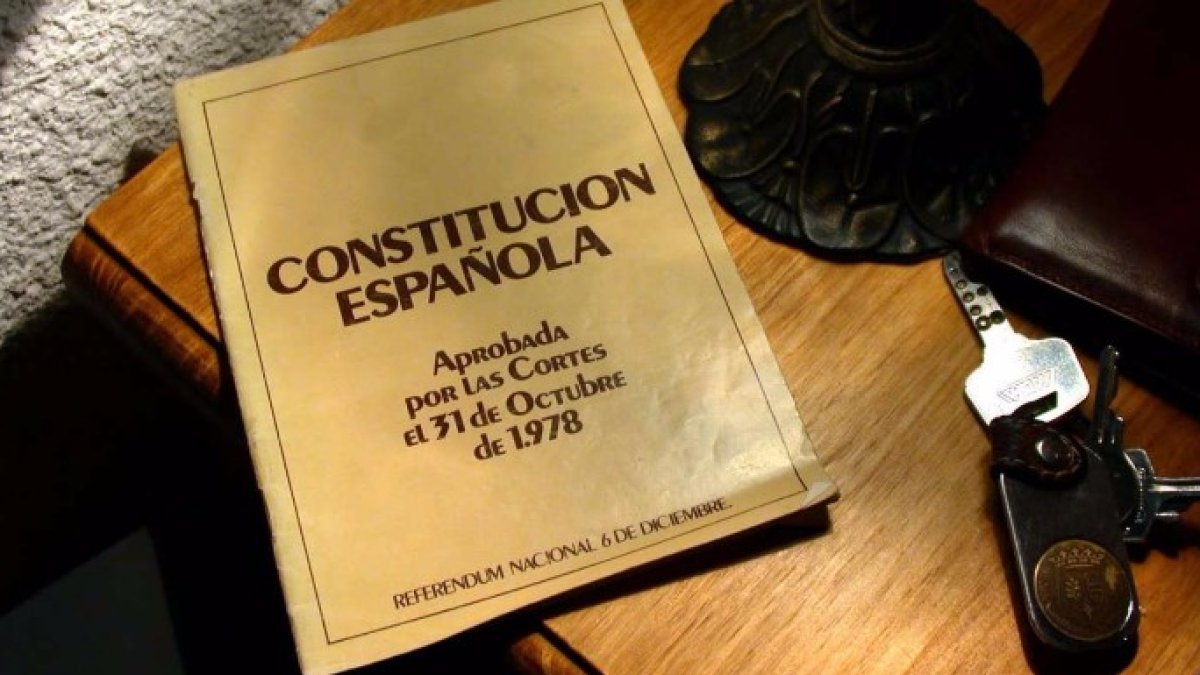 CONSTITUCION
ESPAÑOLA
APROBADA
POR LAS CORTES
EL 31 de OCTUBRE
de 1.978
REFERENDUM NACIONAL 6 DE DICIEMBRE.